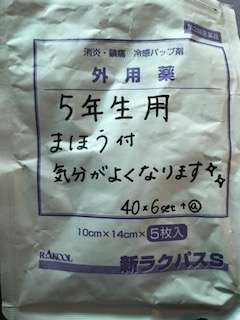 消炎・鎮痛 冷感パップ剤
外用薬
5年生用
まほう付
気分がよくなります
40×6set+@
10cm×14cm×5枚入
RAKOOL
新ラクパスS